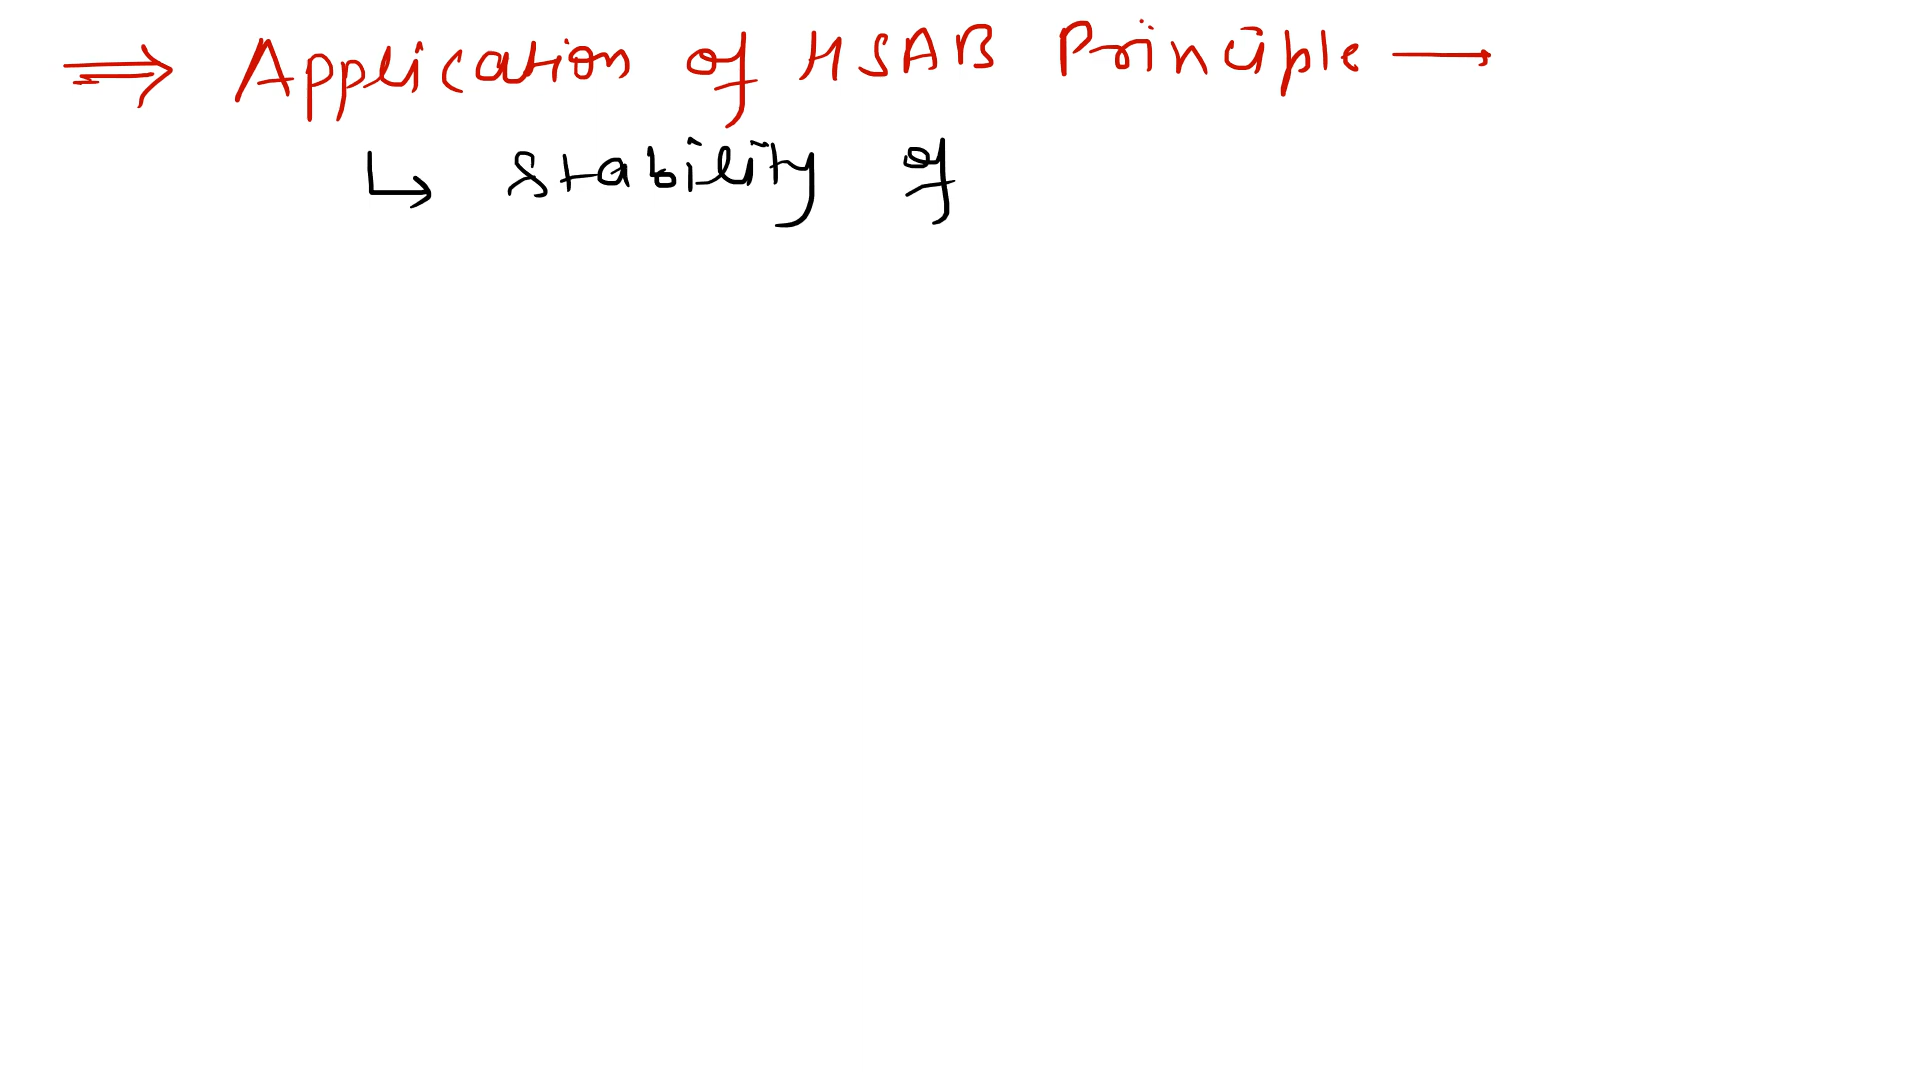 ⇒ Application of HSAB Principle →
↳ Stability of